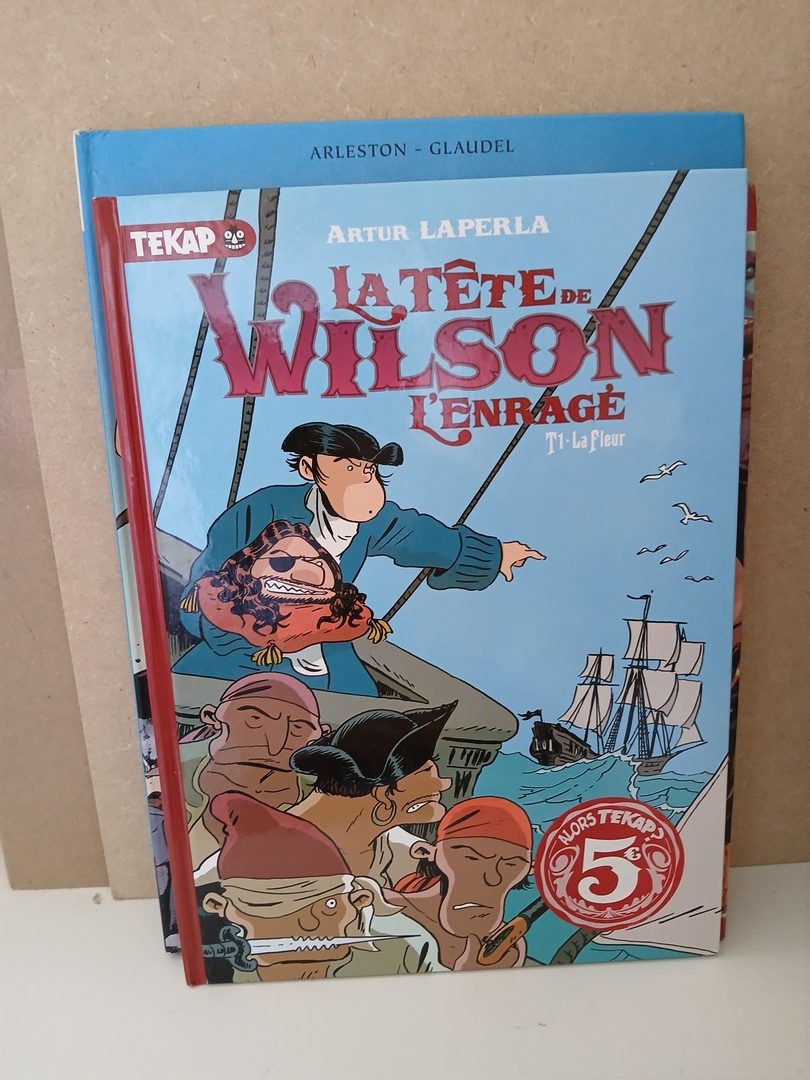 ARLESTON - GLAUDEL
TEKAP
ARTUR LAPERLA
LA TÊTE DE
WILSON
L'ENRAGÉ
T1 - La Fleur
ALORS TEKAP?
5€